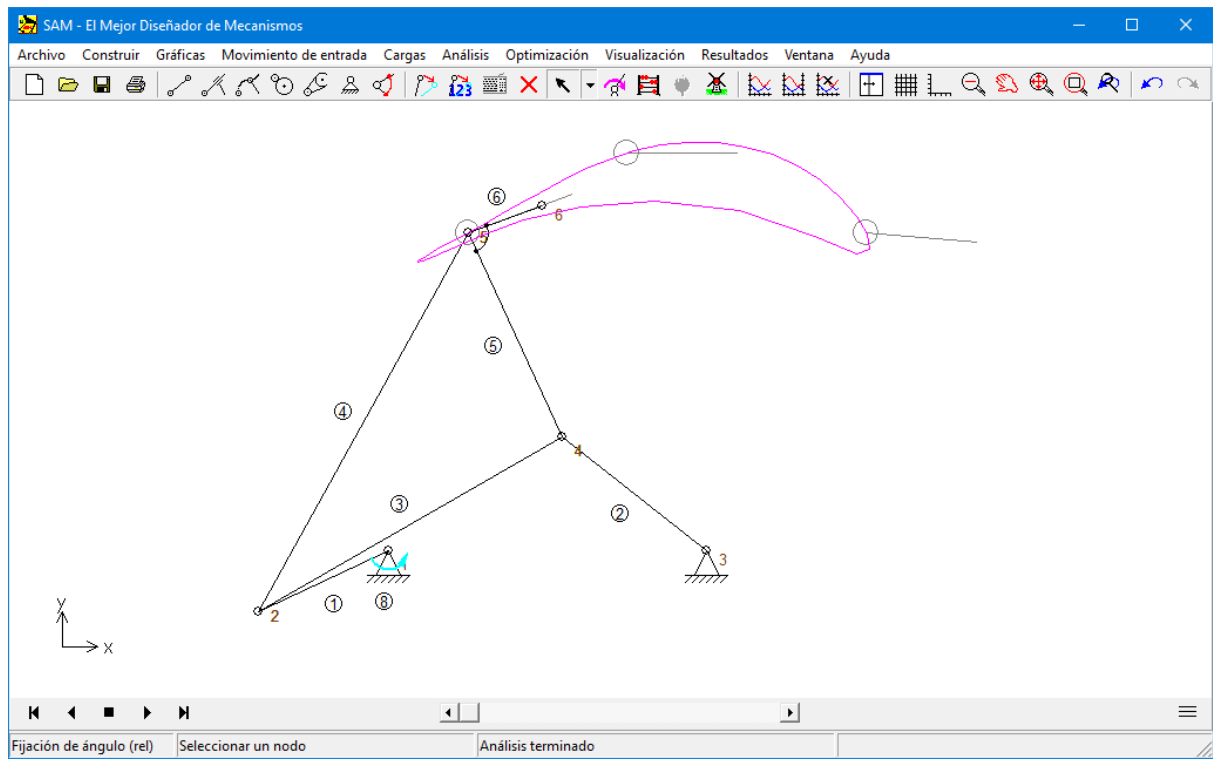 SAM - El Mejor Diseñador de Mecanismos
Archivo Construir Gráficas Movimiento de entrada Cargas Análisis Optimización Visualización Resultados Ventana Ayuda
123
6
6
5
5
4
4
3
2
3
1
8
2
y
x
Fijación de ángulo (rel) Seleccionar un nodo Análisis terminado